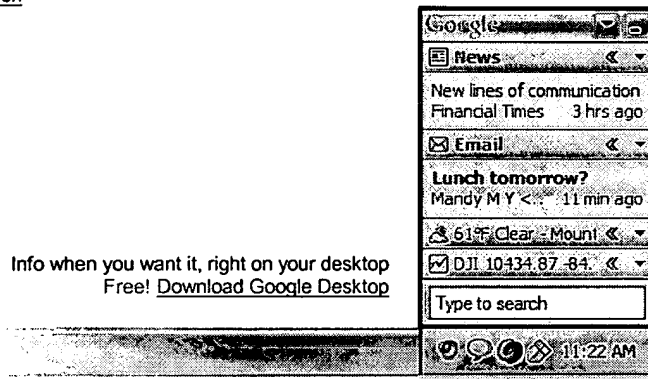 Google
News
New lines of communication
Financial Times 3 hrs ago
Email
Lunch tomorrow?
Mandy M Y <... 11 min ago
61°F Clear - Mount
DJI 10434.87 -84.
Info when you want it, right on your desktop
Free! Download Google Desktop
Type to search
11:22 AM